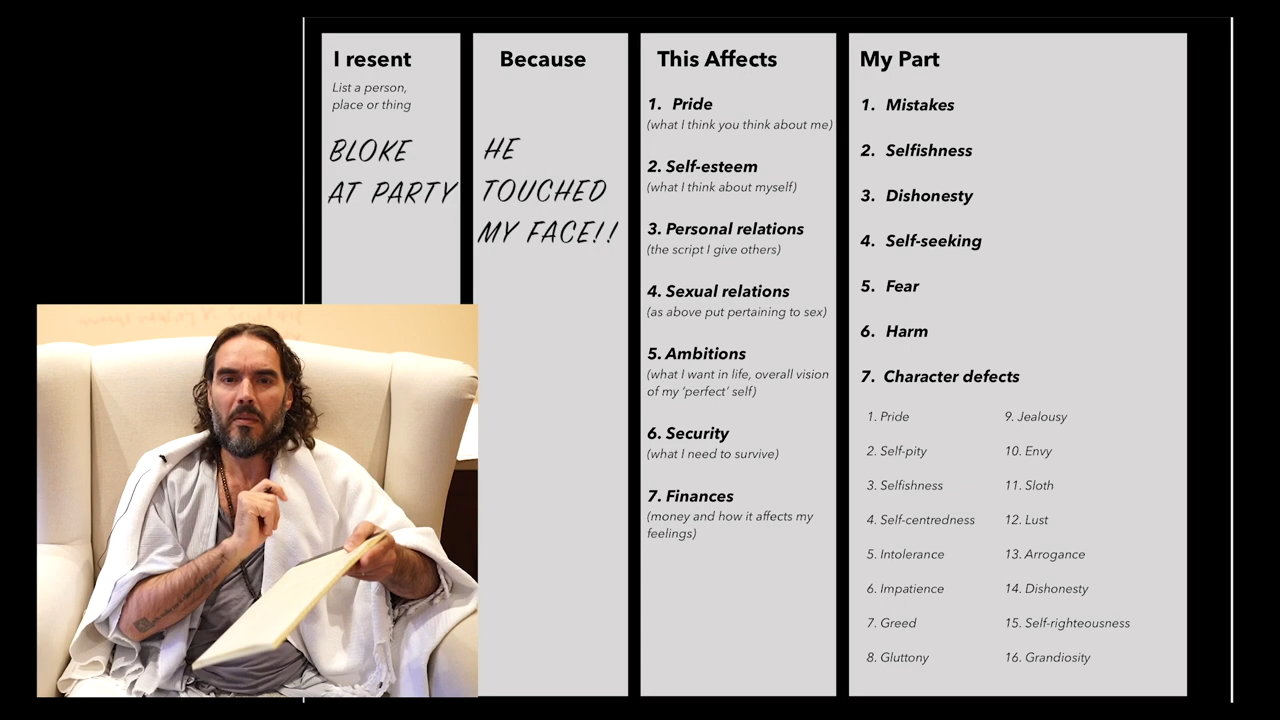 I resent
List a person,
place or thing
BLOKE
AT PARTY
Because
HE
TOUCHED
MY FACE!!
This Affects
1. Pride
(what I think you think about me)
2. Self-esteem
(what I think about myself)
3. Personal relations
(the script I give others)
4. Sexual relations
(as above put pertaining to sex)
5. Ambitions
(what I want in life, overall vision
of my ‘perfect’ self)
6. Security
(what I need to survive)
7. Finances
(money and how it affects my
feelings)
My Part
1. Mistakes
2. Selfishness
3. Dishonesty
4. Self-seeking
5. Fear
6. Harm
7. Character defects
1. Pride
2. Self-pity
3. Selfishness
4. Self-centredness
5. Intolerance
6. Impatience
7. Greed
8. Gluttony
9. Jealousy
10. Envy
11. Sloth
12. Lust
13. Arrogance
14. Dishonesty
15. Self-righteousness
16. Grandiosity